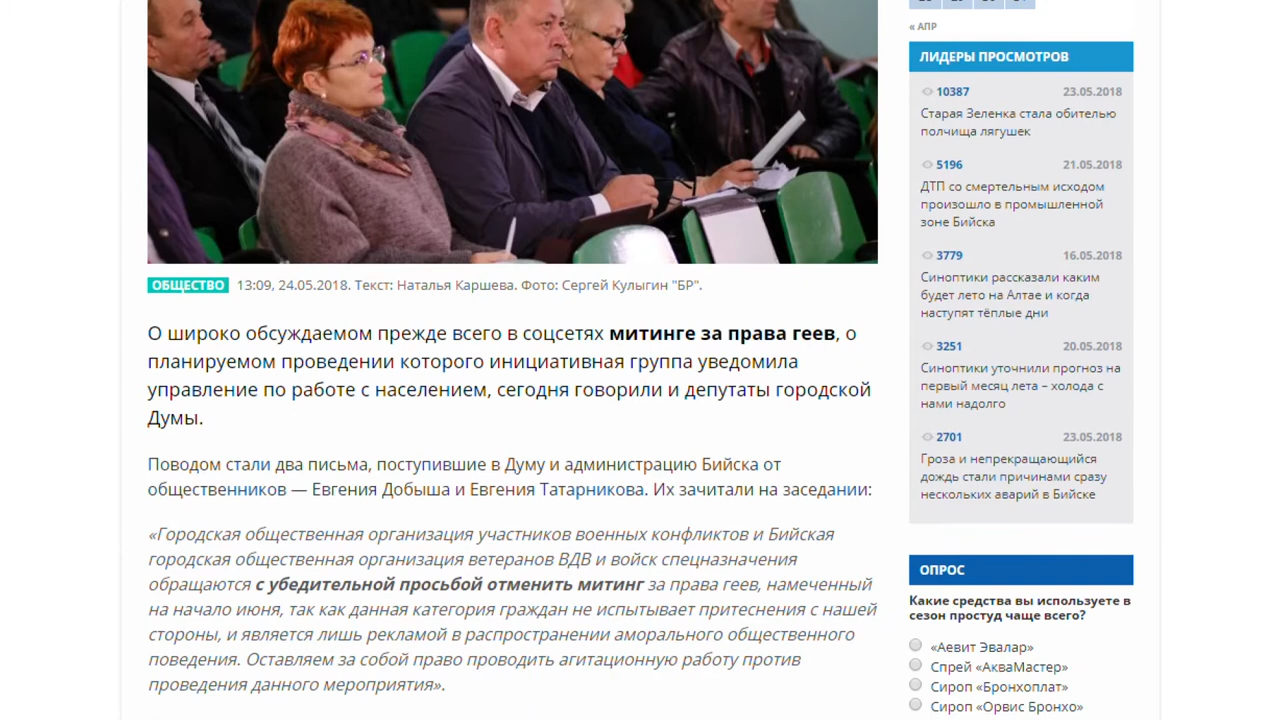 « АПР
ЛИДЕРЫ ПРОСМОТРОВ
10387 23.05.2018
Старая Зеленка стала обителью
полчища лягушек
5196 21.05.2018
ДТП со смертельным исходом
произошло в промышленной
зоне Бийска
3779 16.05.2018
Синоптики рассказали каким
будет лето на Алтае и когда
наступят тёплые дни
3251 20.05.2018
Синоптики уточнили прогноз на
первый месяц лета – холода с
нами надолго
2701 23.05.2018
Гроза и непрекращающийся
дождь стали причинами сразу
нескольких аварий в Бийске
ОПРОС
Какие средства вы используете в
сезон простуд чаще всего?
«Аевит Эвалар»
Спрей «АкваМастер»
Сироп «Бронхоплат»
Сироп «Орвис Бронхо»
ОБЩЕСТВО 13:09, 24.05.2018. Текст: Наталья Каршева. Фото: Сергей Кулыгин "БР".
О широко обсуждаемом прежде всего в соцсетях митинге за права геев, о
планируемом проведении которого инициативная группа уведомила
управление по работе с населением, сегодня говорили и депутаты городской
Думы.
Поводом стали два письма, поступившие в Думу и администрацию Бийска от
общественников — Евгения Добыша и Евгения Татарникова. Их зачитали на заседании:
«Городская общественная организация участников военных конфликтов и Бийская
городская общественная организация ветеранов ВДВ и войск спецназначения
обращаются с убедительной просьбой отменить митинг за права геев, намеченный
на начало июня, так как данная категория граждан не испытывает притеснения с нашей
стороны, и является лишь рекламой в распространении аморального общественного
поведения. Оставляем за собой право проводить агитационную работу против
проведения данного мероприятия».